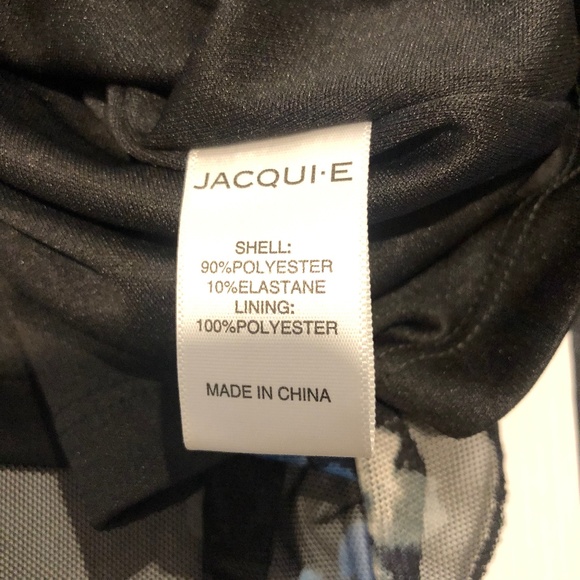 JACQUI·E
SHELL:
90%POLYESTER
10%ELASTANE
LINING:
100%POLYESTER
MADE IN CHINA